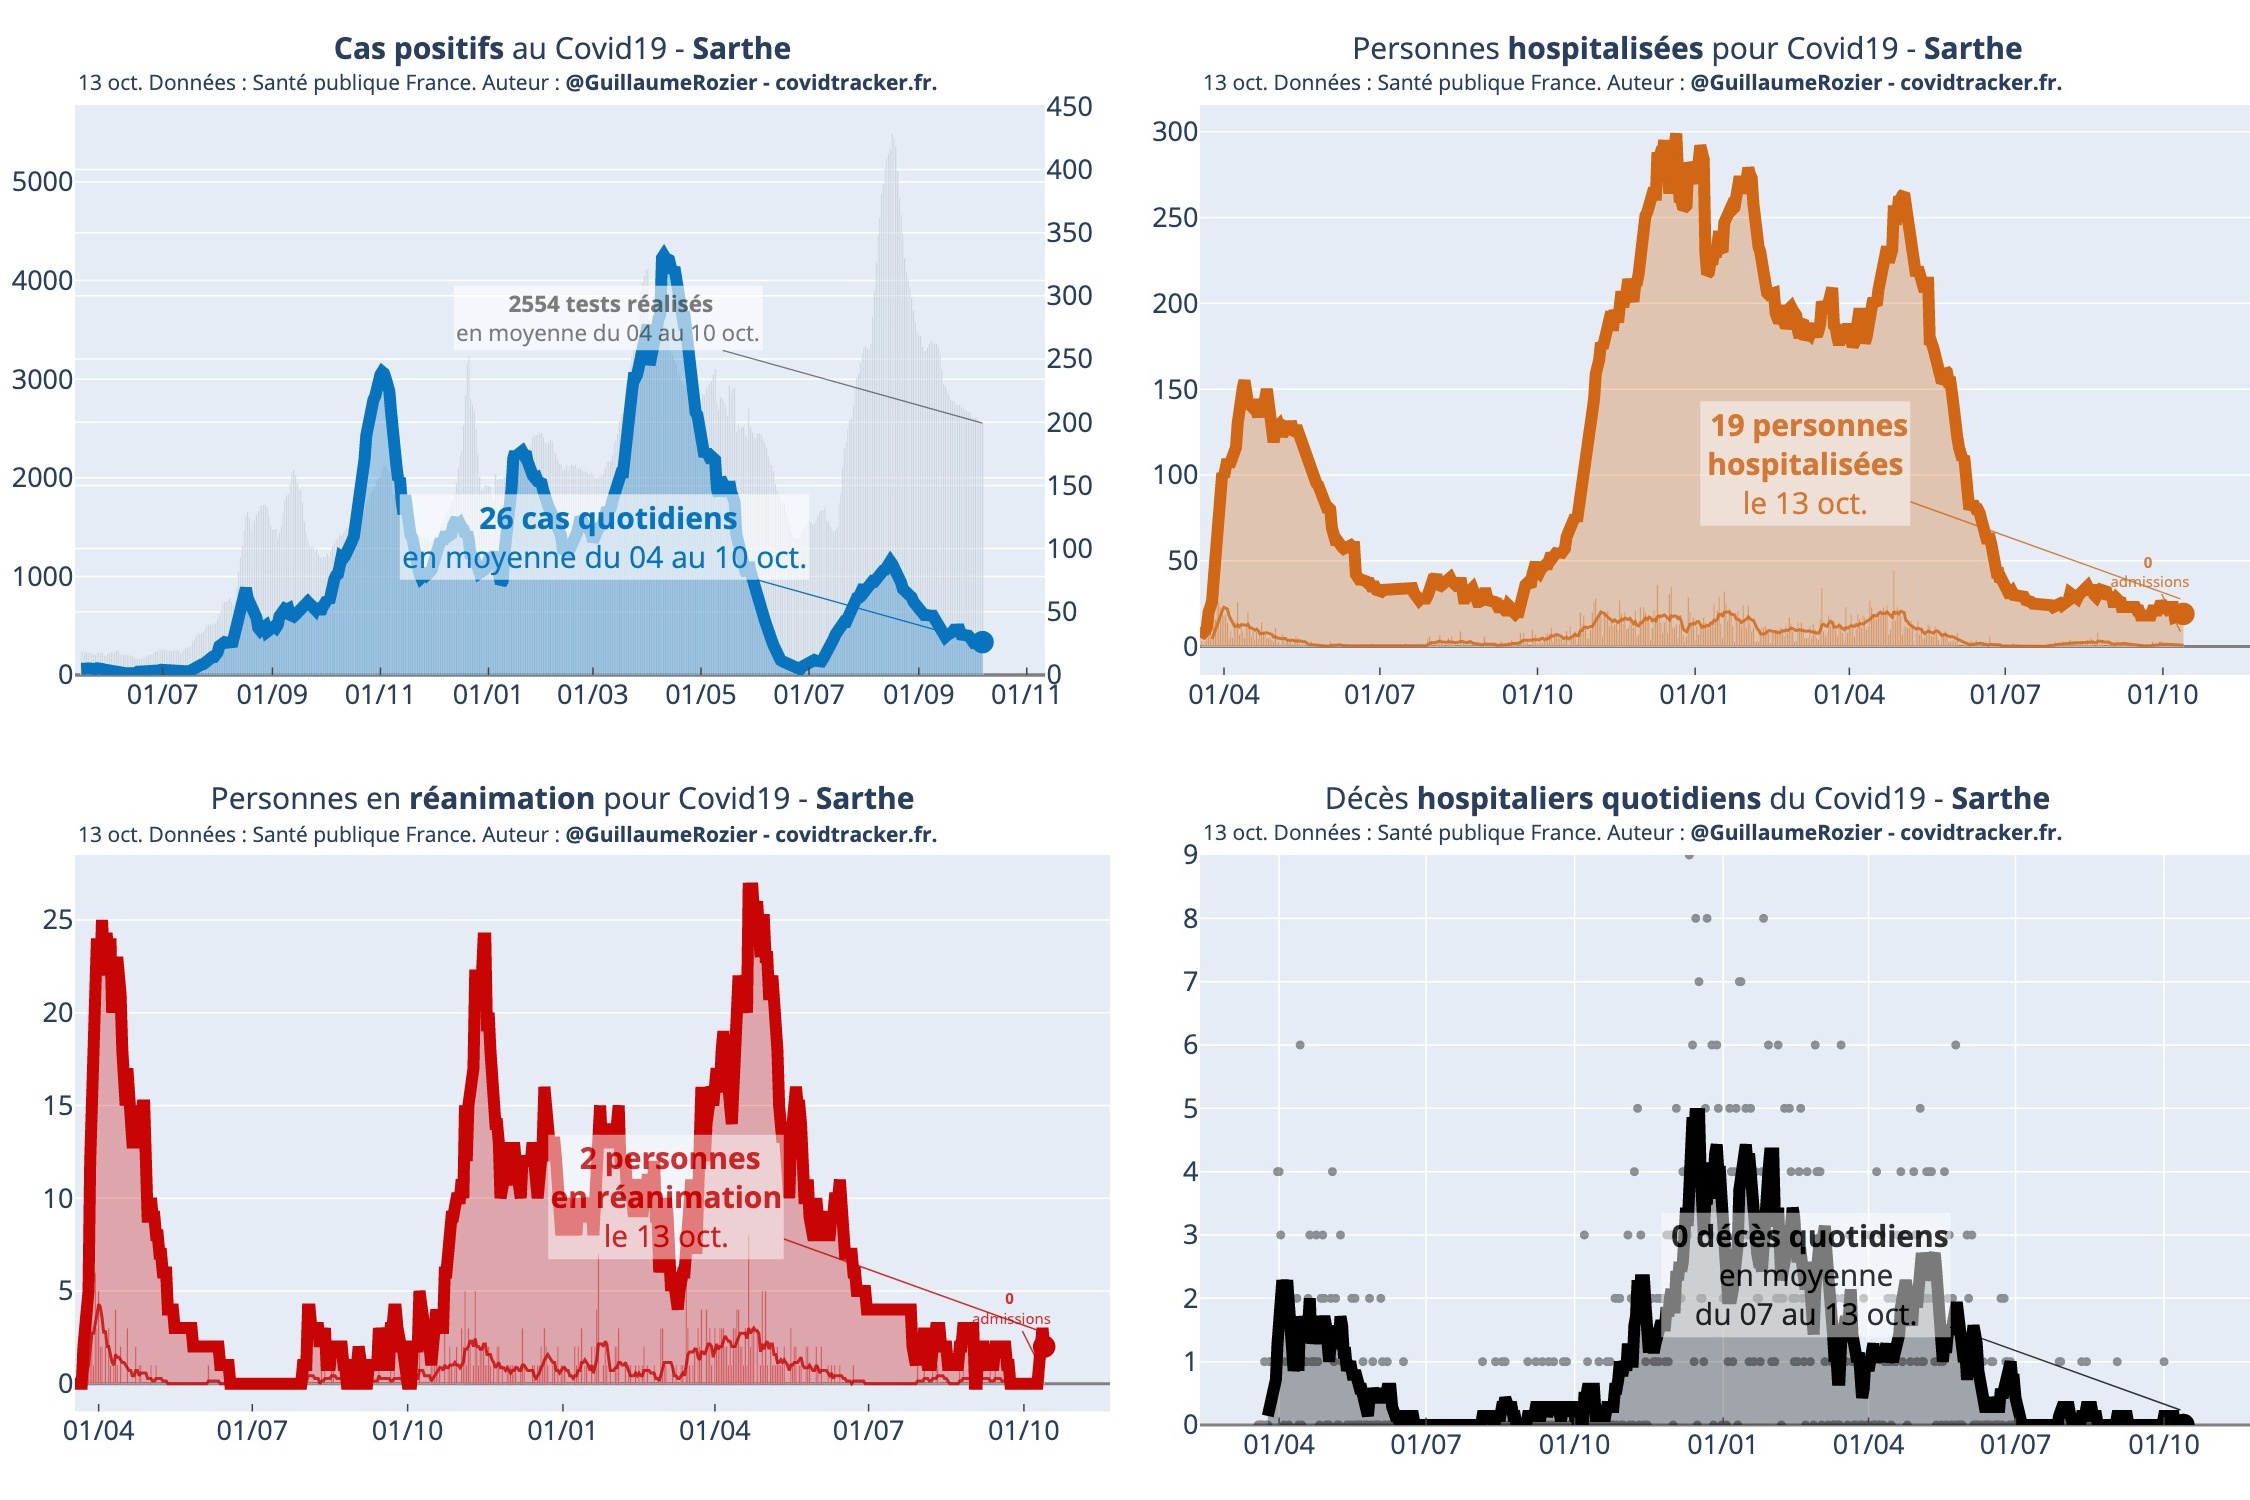 Cas positifs au Covid19 - Sarthe
13 oct. Données : Santé publique France. Auteur : @GuillaumeRozier - covidtracker.fr.
450
400
350
300
250
200
150
100
50
0
5000
4000
3000
2000
1000
0
2554 tests réalisés
en moyenne du 04 au 10 oct.
26 cas quotidiens
en moyenne du 04 au 10 oct.
01/07 01/09 01/11 01/01 01/03 01/05 01/07 01/09 01/11
Personnes hospitalisées pour Covid19 - Sarthe
13 oct. Données : Santé publique France. Auteur : @GuillaumeRozier - covidtracker.fr.
300
250
200
150
100
50
0
19 personnes
hospitalisées
le 13 oct.
0
admissions
01/04 01/07 01/10 01/01 01/04 01/07 01/10
Personnes en réanimation pour Covid19 - Sarthe
13 oct. Données : Santé publique France. Auteur : @GuillaumeRozier - covidtracker.fr.
25
20
15
10
5
0
2 personnes
en réanimation
le 13 oct.
0
admissions
01/04 01/07 01/10 01/01 01/04 01/07 01/10
Décès hospitaliers quotidiens du Covid19 - Sarthe
13 oct. Données : Santé publique France. Auteur : @GuillaumeRozier - covidtracker.fr.
9
8
7
6
5
4
3
2
1
0
0 décès quotidiens
en moyenne
du 07 au 13 oct.
01/04 01/07 01/10 01/01 01/04 01/07 01/10